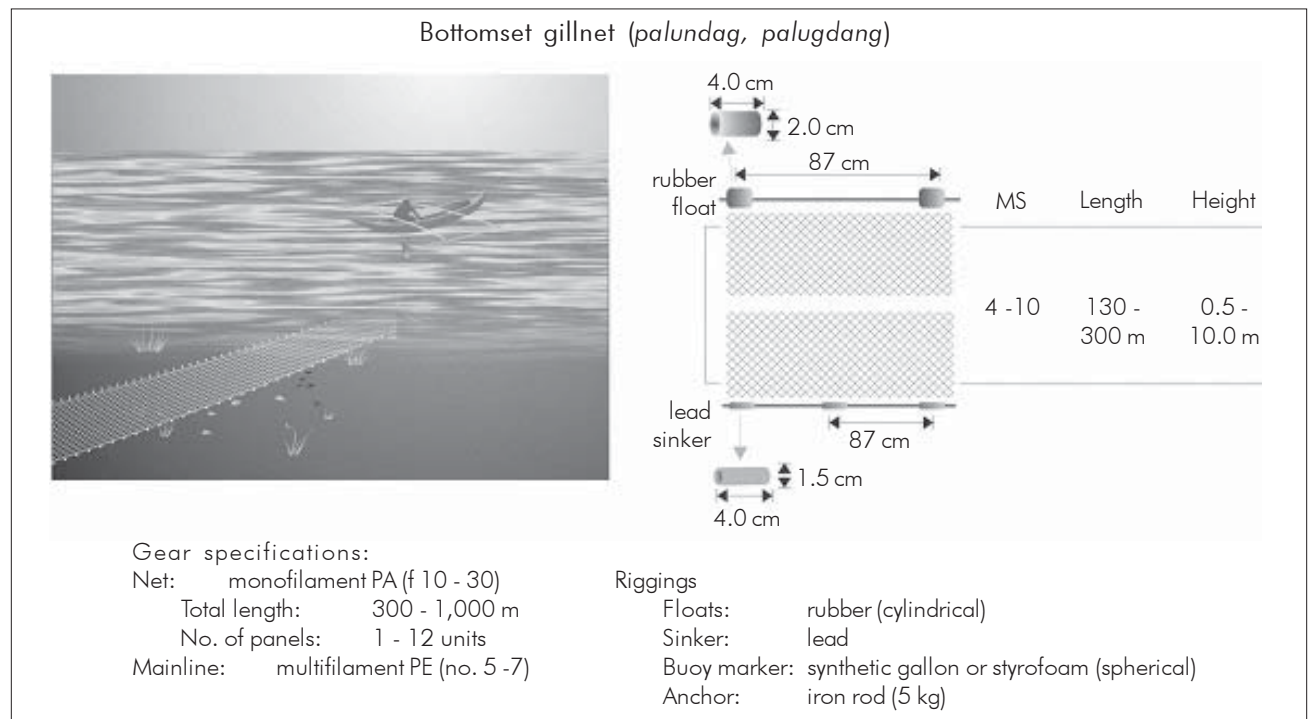 Bottomset gillnet (palundag, palugdang)
4.0 cm
2.0 cm
87 cm
rubber
float
MS Length Height
4 -10 130 - 0.5 -
300 m 10.0 m
lead
sinker
87 cm
1.5 cm
4.0 cm
Gear specifications:
Net: monofilament PA (f 10 - 30)
Total length: 300 - 1,000 m
No. of panels: 1 - 12 units
Mainline: multifilament PE (no. 5 -7)
Riggings
Floats: rubber (cylindrical)
Sinker: lead
Buoy marker: synthetic gallon or styrofoam (spherical)
Anchor: iron rod (5 kg)